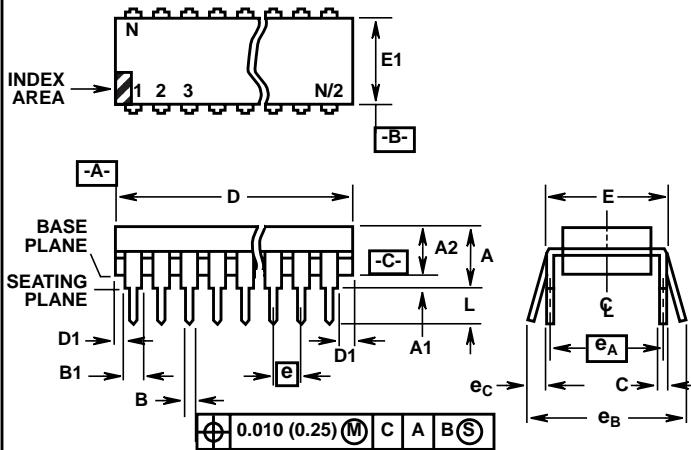 N
E1
INDEX
AREA
1 2 3 N/2
-B-
-A-
D
E
BASE
PLANE
A2
A
-C-
SEATING
PLANE
L
C
L
D1
A1
D1
B1
e
eA
eC
C
B
eB
0.010 (0.25) M C A B S